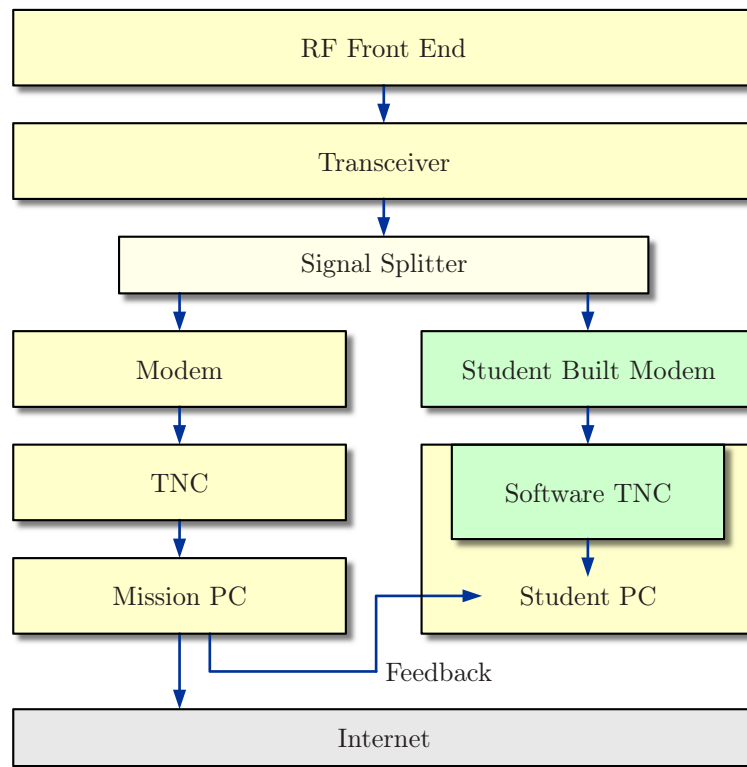 RF Front End
Transceiver
Signal Splitter
Modem
Student Built Modem
TNC
Software TNC
Mission PC
Student PC
Feedback
Internet